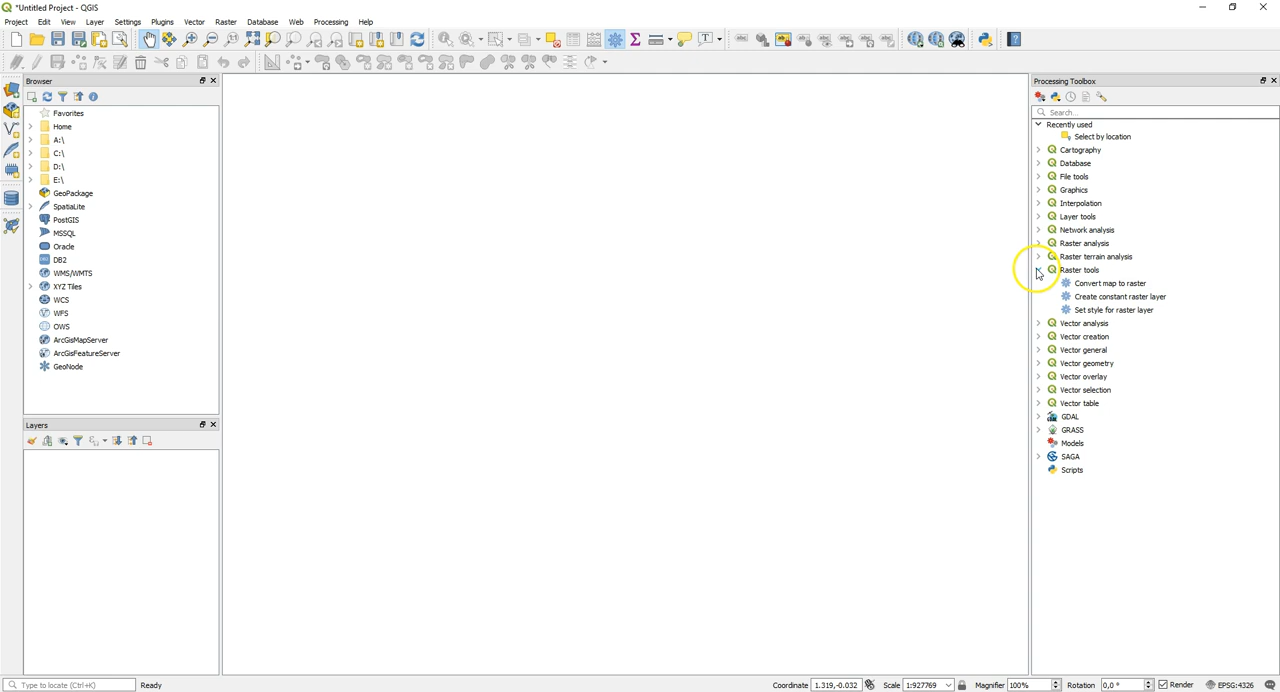 *Untitled Project - QGIS
Project Edit View Layer Settings Plugins Vector Raster Database Web Processing Help
Browser
Favorites
Home
A:\
C:\
D:\
E:\
GeoPackage
SpatiaLite
PostGIS
MSSQL
Oracle
DB2
WMS/WMTS
XYZ Tiles
WCS
WFS
OWS
ArcGisMapServer
ArcGisFeatureServer
GeoNode
Layers
Processing Toolbox
Search...
Recently used
Select by location
Cartography
Database
File tools
Graphics
Interpolation
Layer tools
Network analysis
Raster analysis
Raster terrain analysis
Raster tools
Convert map to raster
Create constant raster layer
Set style for raster layer
Vector analysis
Vector creation
Vector general
Vector geometry
Vector overlay
Vector selection
Vector table
GDAL
GRASS
Models
SAGA
Scripts
Type to locate (Ctrl+K) Ready Coordinate 1.319,-0.032 Scale 1:927769 Magnifier 100% Rotation 0,0 ° Render EPSG:4326